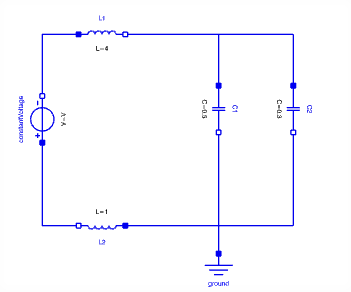 L1
L=4
constantVoltage
-
+
V=V
C=0.5
C1
C=0.3
C2
L=1
L2
ground